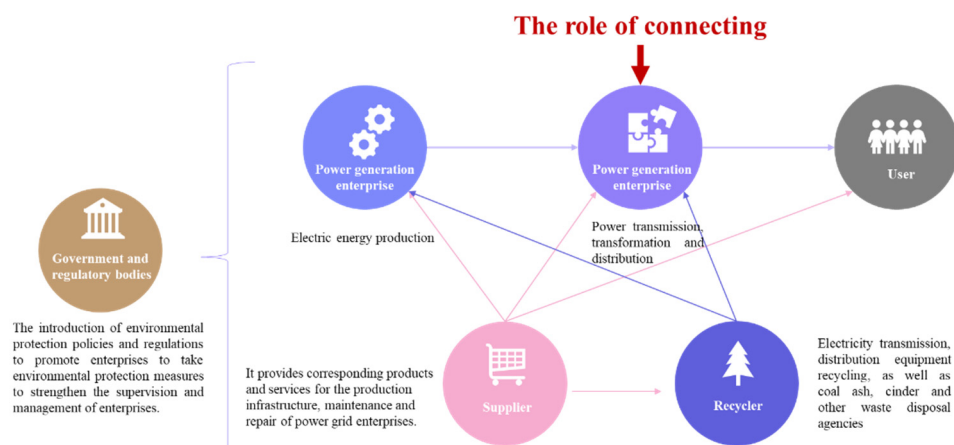 The role of connecting
Power generation
enterprise
Power generation
enterprise
User
Electric energy production
Power transmission,
transformation and
distribution
Government and
regulatory bodies
The introduction of environmental
protection policies and regulations
to promote enterprises to take
environmental protection measures
to strengthen the supervision and
management of enterprises.
It provides corresponding products
and services for the production
infrastructure, maintenance and
repair of power grid enterprises.
Supplier
Recycler
Electricity transmission,
distribution equipment
recycling, as well as
coal ash, cinder and
other waste disposal
agencies